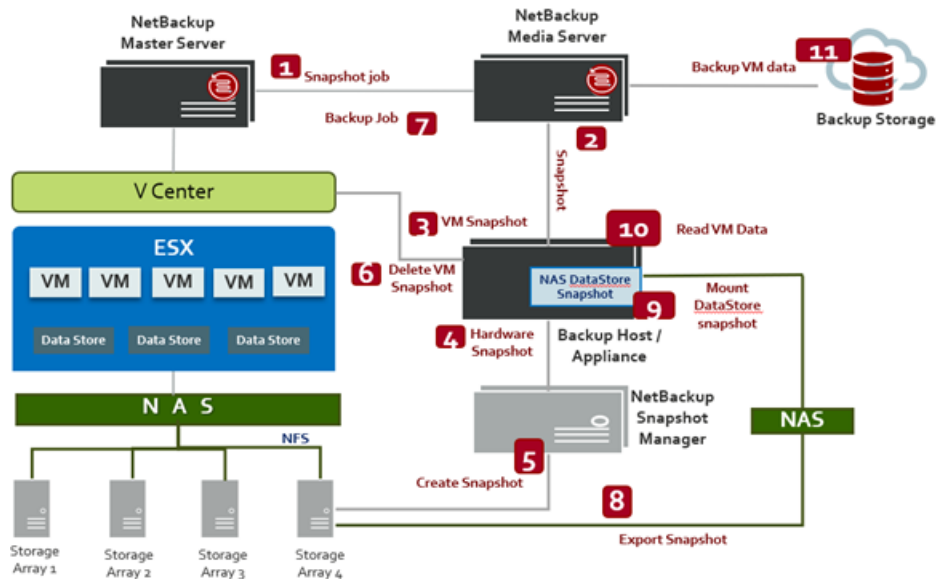 NetBackup
Master Server
NetBackup
Media Server
1
Snapshot job
Backup VM data
11
Backup Storage
Backup Job
7
2
Snapshot
V Center
3
VM Snapshot
10
Read VM Data
ESX
VM
VM
VM
VM
VM
6
Delete VM
Snapshot
NAS DataStore
Snapshot
9
Mount
DataStore
snapshot
Data Store
Data Store
Data Store
4
Hardware
Snapshot
Backup Host /
Appliance
NAS
NetBackup
Snapshot
Manager
NAS
NFS
5
Create Snapshot
8
Export Snapshot
Storage
Array 1
Storage
Array 2
Storage
Array 3
Storage
Array 4